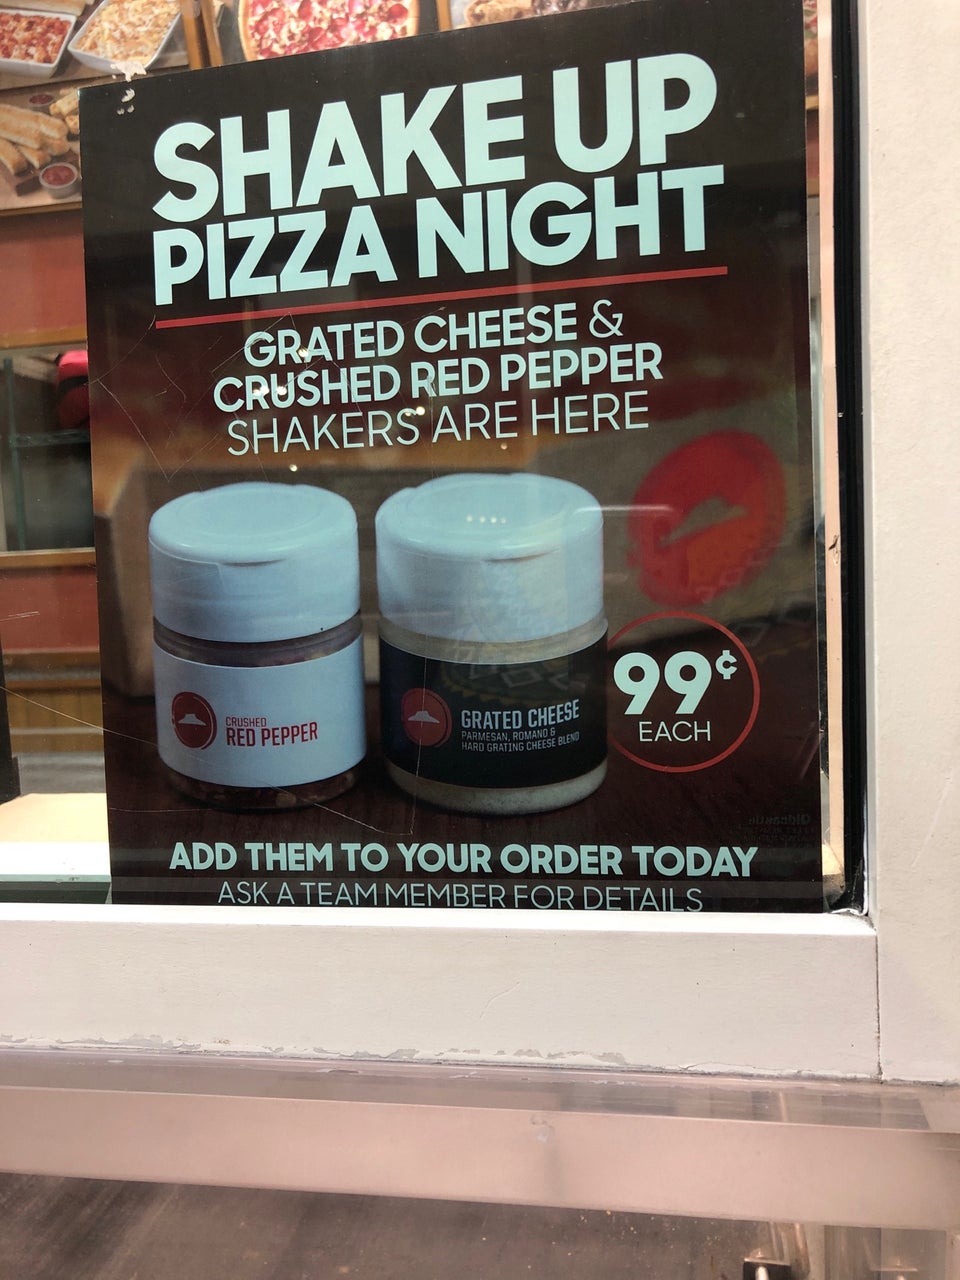 SHAKE UP
PIZZA NIGHT
GRATED CHEESE &
CRUSHED RED PEPPER
SHAKERS ARE HERE
CRUSHED
RED PEPPER
GRATED CHEESE
PARMESAN, ROMANO &
HARD GRATING CHEESE BLEND
99¢
EACH
Oldcastle
ADD THEM TO YOUR ORDER TODAY
ASK A TEAM MEMBER FOR DETAILS